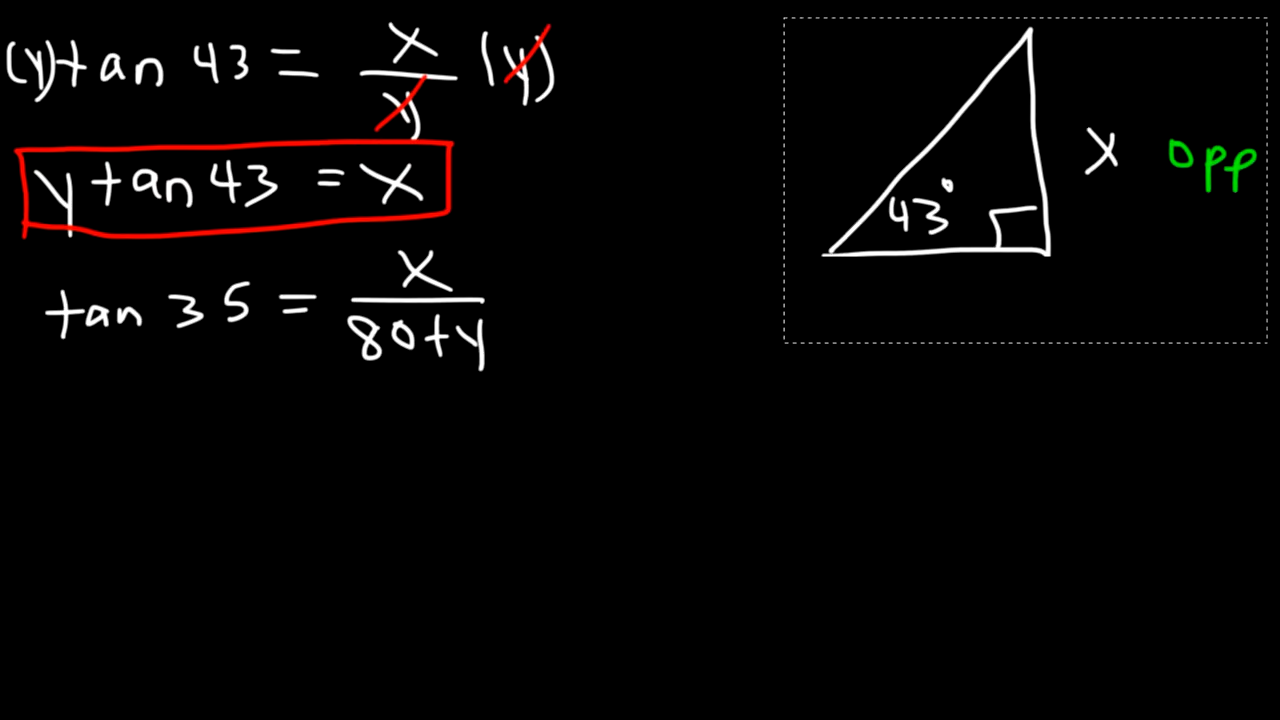 (y)tan 43 = x/y (y)
y tan 43 = x
tan 35 = x/80+y
43°
x opp